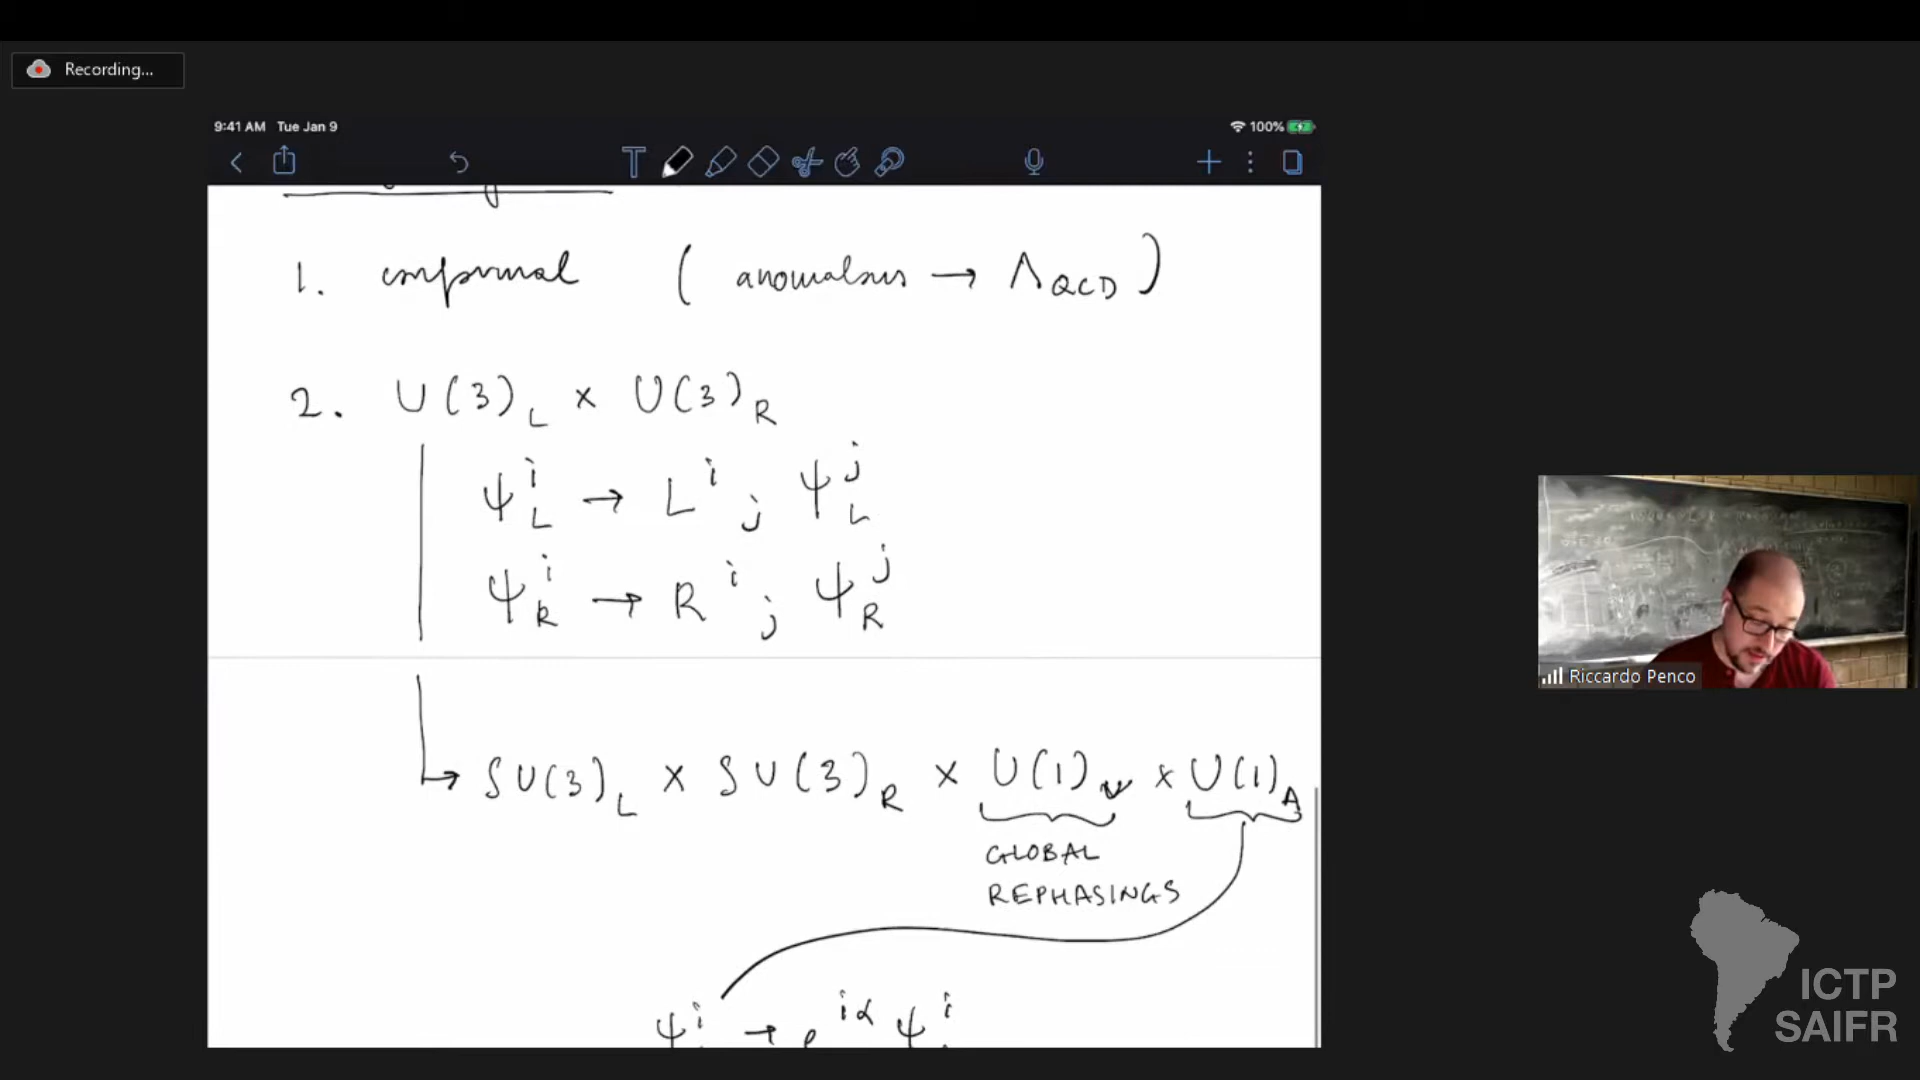 Recording...
9:41 AM Tue Jan 9
100%
1. conformal ( anomalous → Λ_QCD )
2. U(3)_L × U(3)_R
ψ^i_L → L^i_j ψ^j_L
ψ^i_R → R^i_j ψ^j_R
Riccardo Penco
SU(3)_L × SU(3)_R × U(1)_V × U(1)_A
GLOBAL
REPHASINGS
ψ^i → e^{iα} ψ^i
ICTP
SAIFR